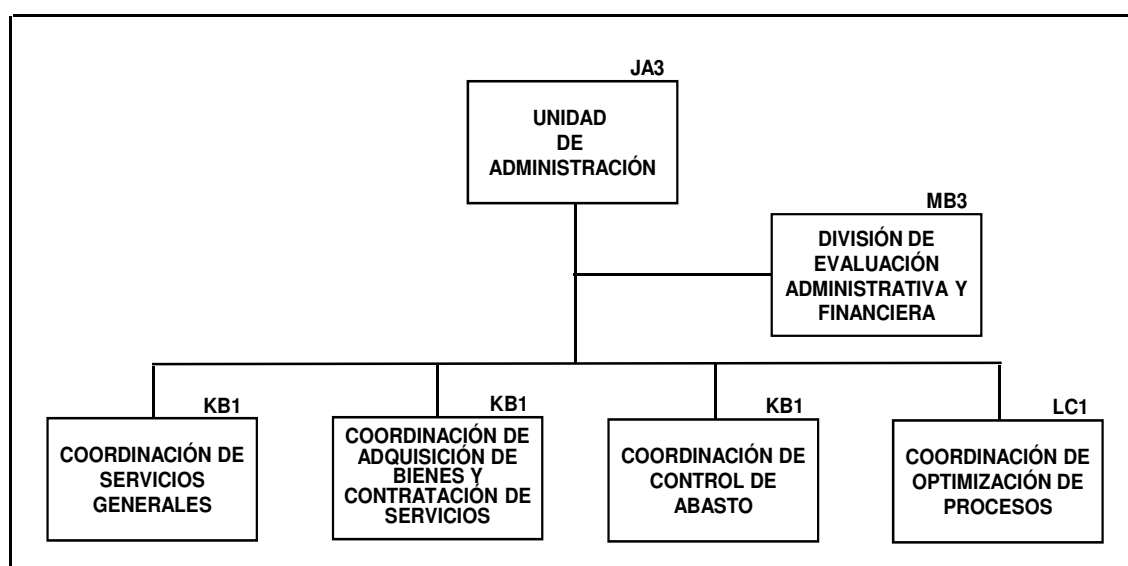 JA3
UNIDAD
DE
ADMINISTRACIÓN
MB3
DIVISIÓN DE
EVALUACIÓN
ADMINISTRATIVA Y
FINANCIERA
KB1
COORDINACIÓN DE
SERVICIOS
GENERALES
KB1
COORDINACIÓN DE
ADQUISICIÓN DE
BIENES Y
CONTRATACIÓN DE
SERVICIOS
KB1
COORDINACIÓN DE
CONTROL DE
ABASTO
LC1
COORDINACIÓN DE
OPTIMIZACIÓN DE
PROCESOS